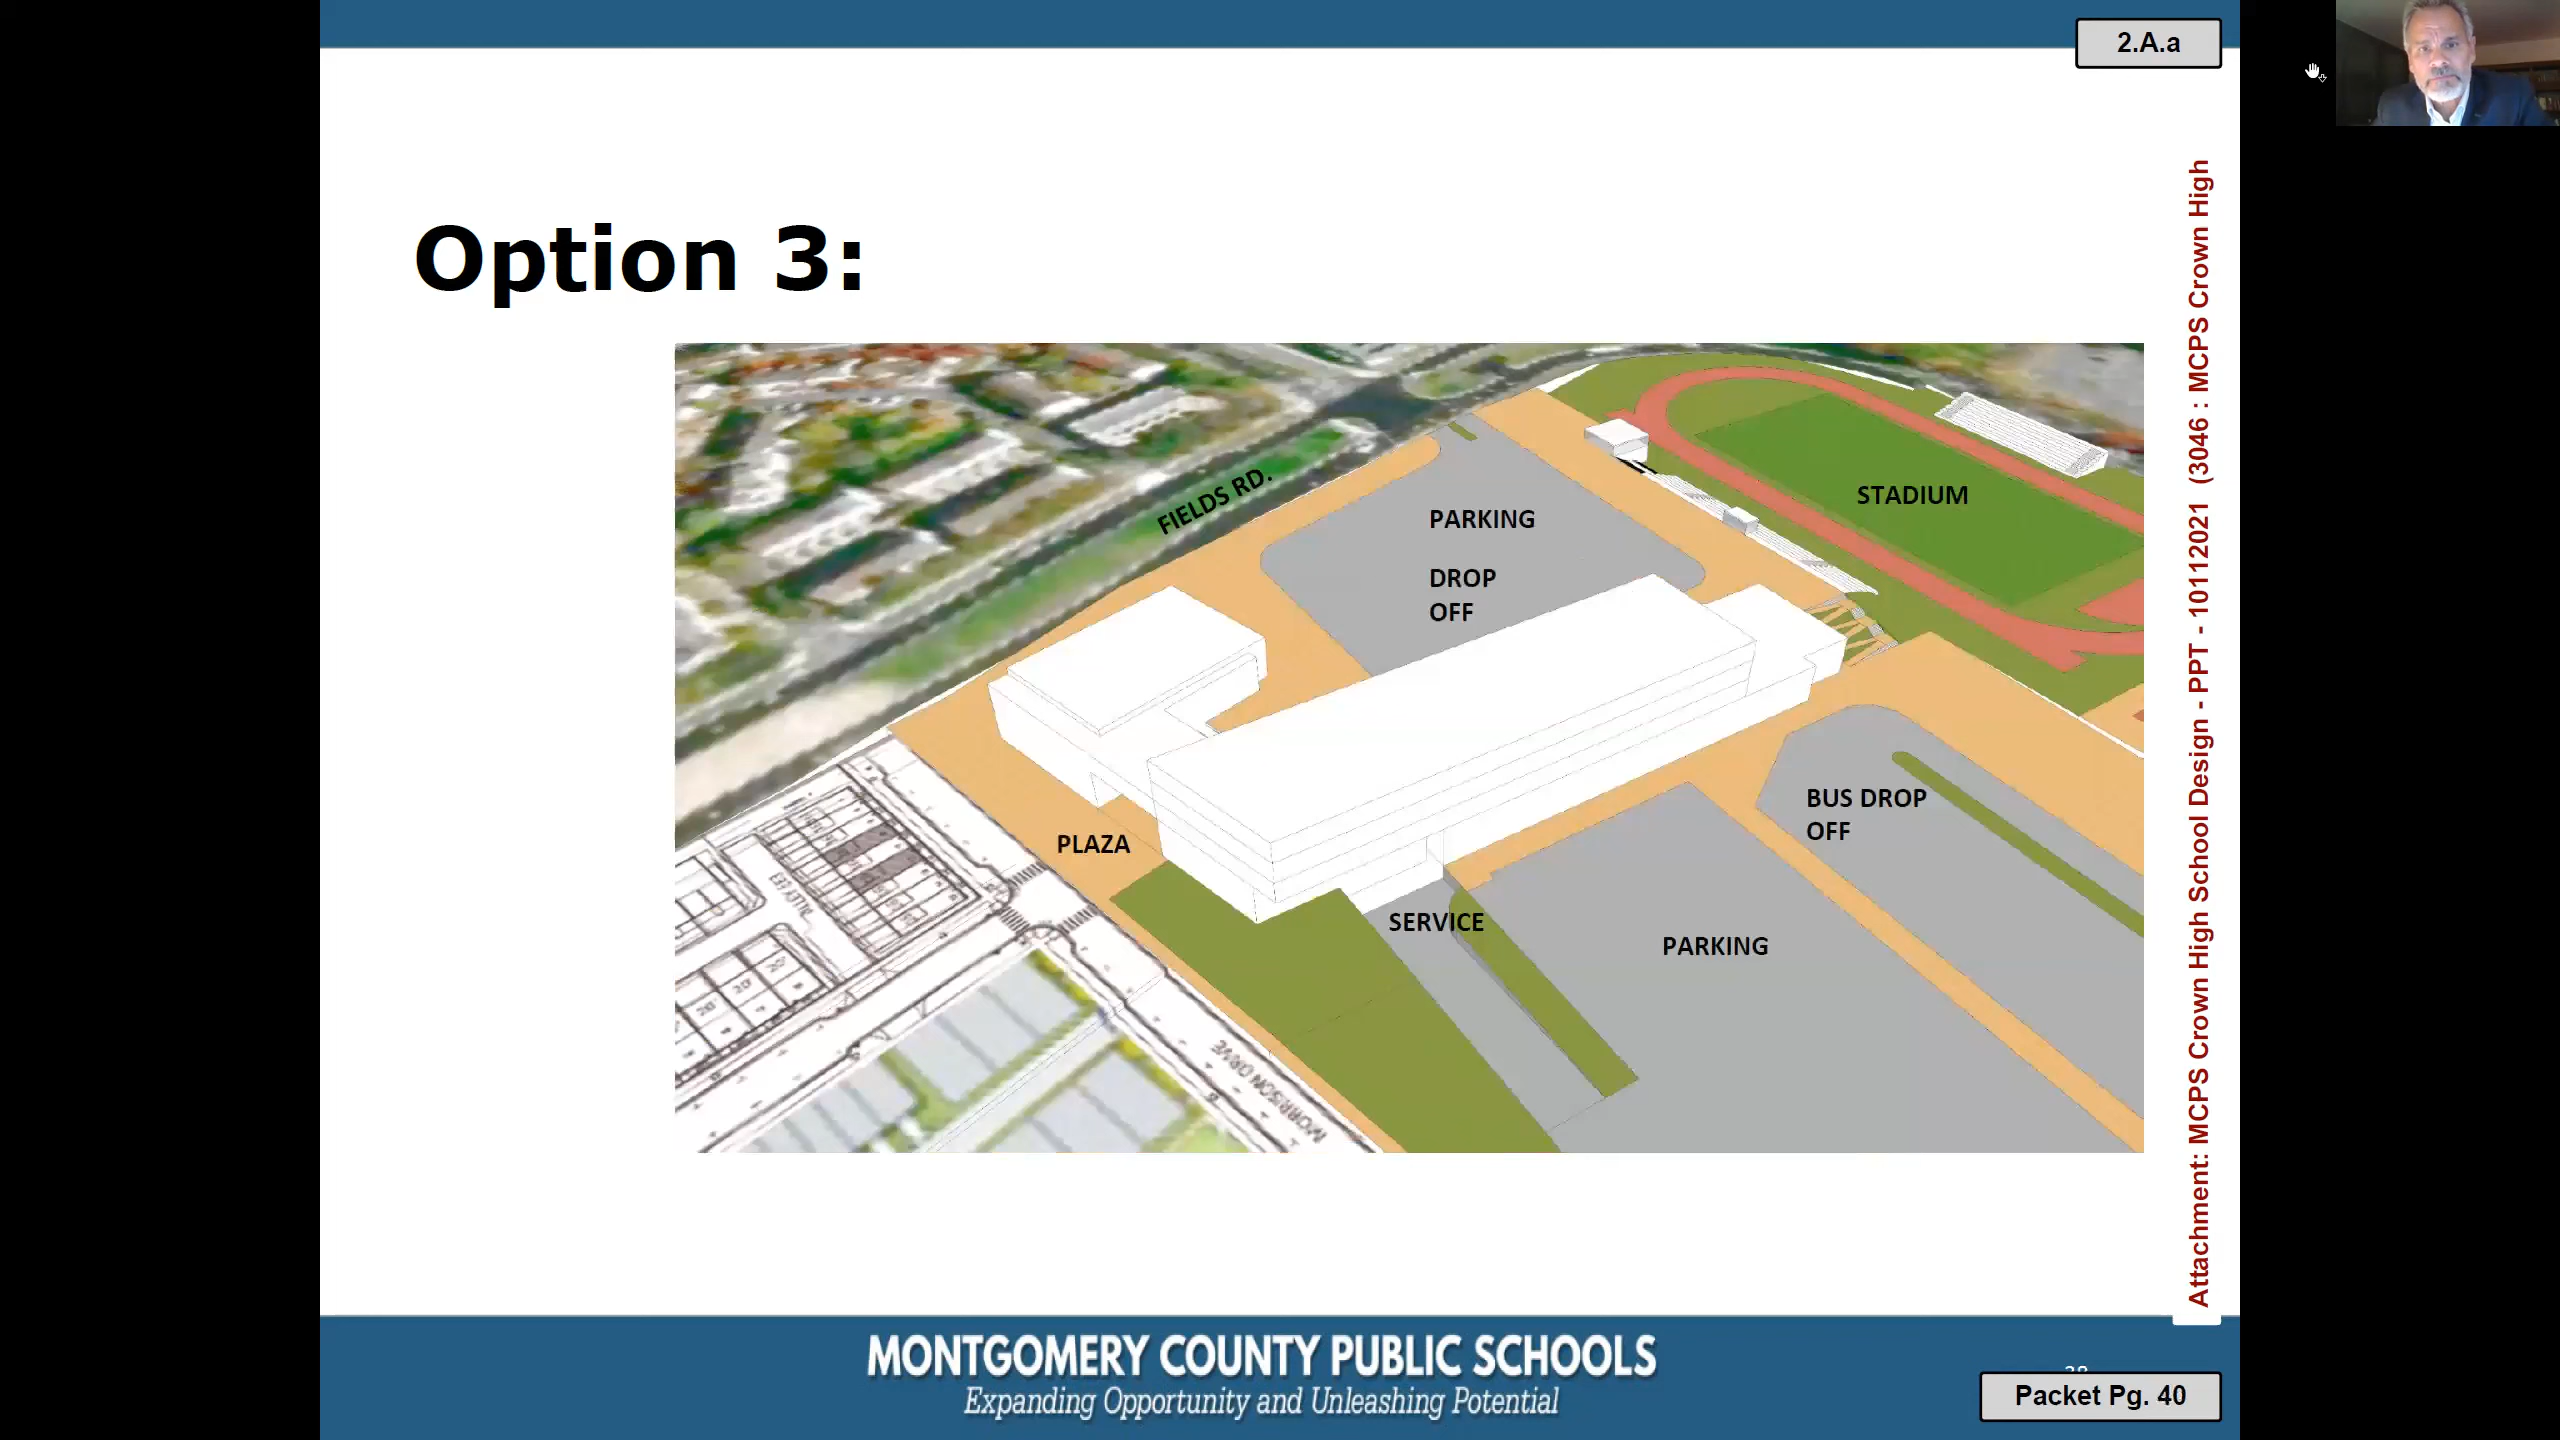 2.A.a
Option 3:
FIELDS RD.
PARKING
DROP
OFF
STADIUM
PLAZA
BUS DROP
OFF
SERVICE
PARKING
MORRISON DRIVE
Attachment: MCPS Crown High School Design - PPT - 10112021 (3046 : MCPS Crown High
MONTGOMERY COUNTY PUBLIC SCHOOLS
Expanding Opportunity and Unleashing Potential
Packet Pg. 40